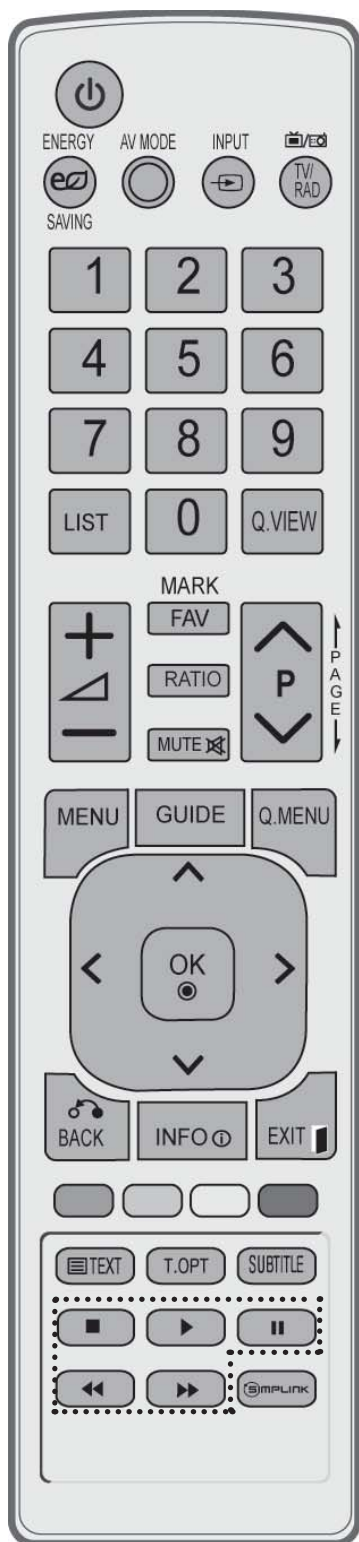 ENERGY AV MODE INPUT
TV/
RAD
SAVING
1 2 3
4 5 6
7 8 9
LIST 0 Q.VIEW
MARK
FAV
P
PAGE
RATIO
MUTE
MENU GUIDE Q.MENU
OK
BACK INFO EXIT
TEXT T.OPT SUBTITLE
SIMPLINK